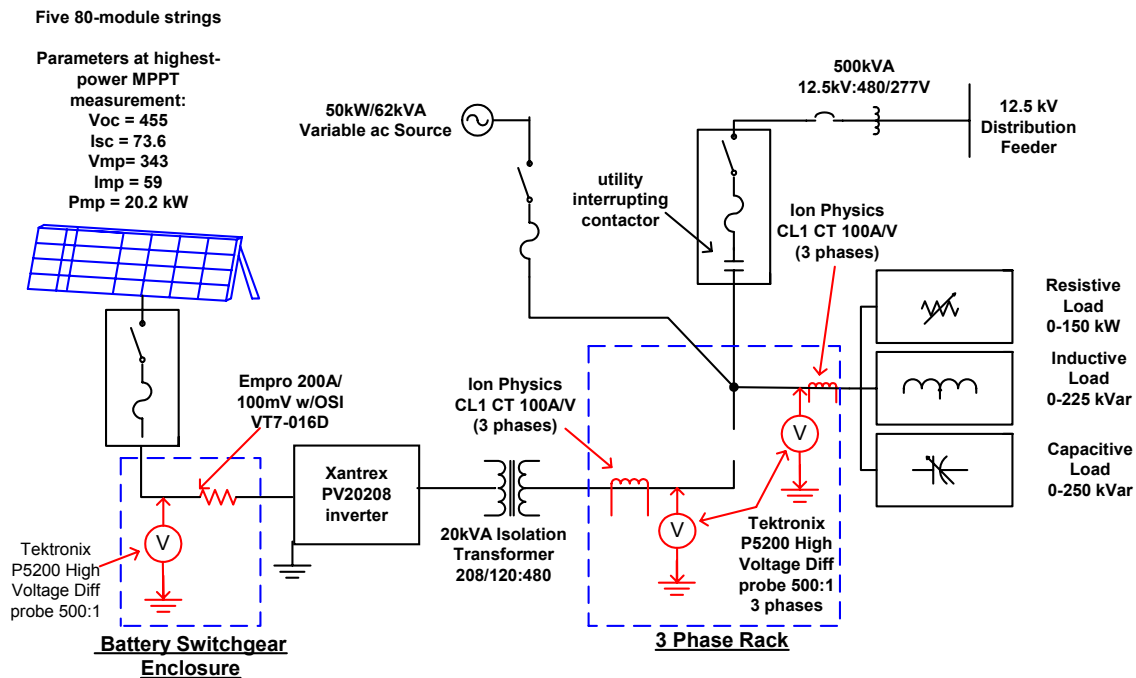 Five 80-module strings
Parameters at highest-
power MPPT
measurement:
Voc = 455
Isc = 73.6
Vmp= 343
Imp = 59
Pmp = 20.2 kW
50kW/62kVA
Variable ac Source
500kVA
12.5kV:480/277V
12.5 kV
Distribution
Feeder
utility
interrupting
contactor
Ion Physics
CL1 CT 100A/V
(3 phases)
Resistive
Load
0-150 kW
Inductive
Load
0-225 kVar
Capacitive
Load
0-250 kVar
Empro 200A/
100mV w/OSI
VT7-016D
Ion Physics
CL1 CT 100A/V
(3 phases)
Xantrex
PV20208
inverter
20kVA Isolation
Transformer
208/120:480
V
V
V
Tektronix
P5200 High
Voltage Diff
probe 500:1
Tektronix
P5200 High
Voltage Diff
probe 500:1
3 phases
Battery Switchgear
Enclosure
3 Phase Rack